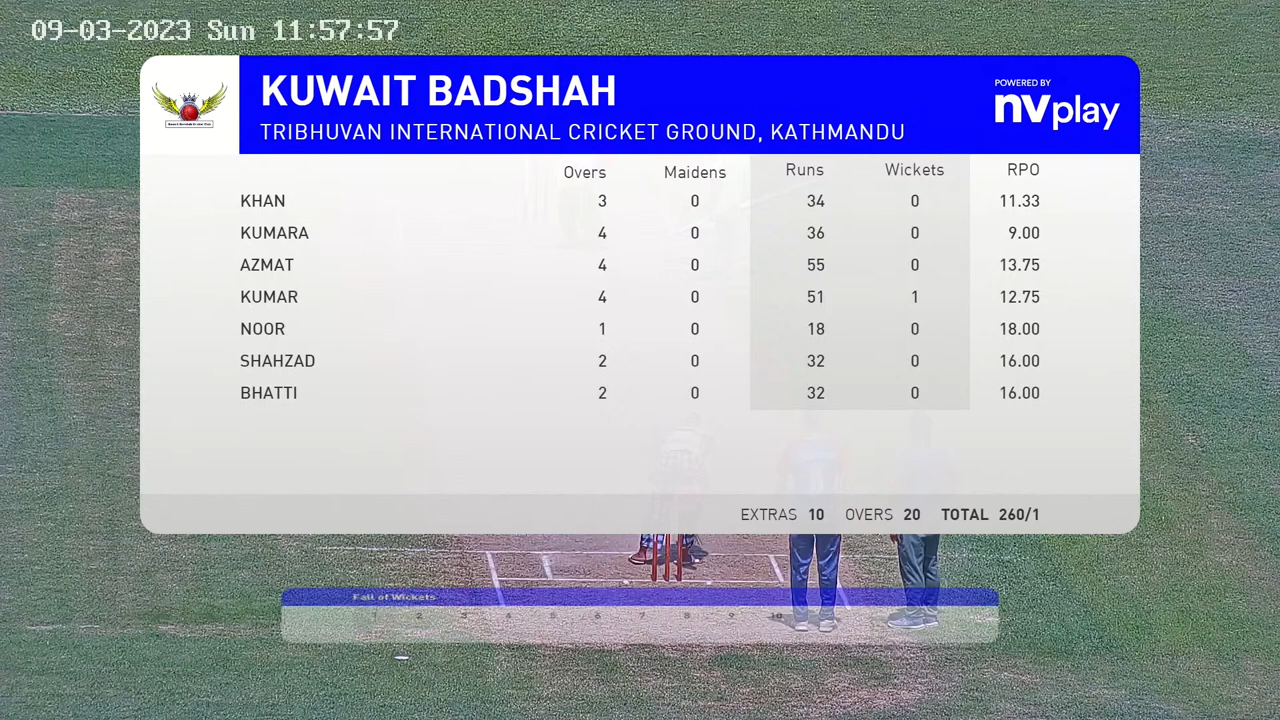 09-03-2023 Sun 11:57:57
KUWAIT BADSHAH
TRIBHUVAN INTERNATIONAL CRICKET GROUND, KATHMANDU
POWERED BY
nvplay
Overs Maidens Runs Wickets RPO
KHAN 3 0 34 0 11.33
KUMARA 4 0 36 0 9.00
AZMAT 4 0 55 0 13.75
KUMAR 4 0 51 1 12.75
NOOR 1 0 18 0 18.00
SHAHZAD 2 0 32 0 16.00
BHATTI 2 0 32 0 16.00
EXTRAS 10 OVERS 20 TOTAL 260/1
Fall of Wickets
1 2 3 4 5 6 7 8 9 10